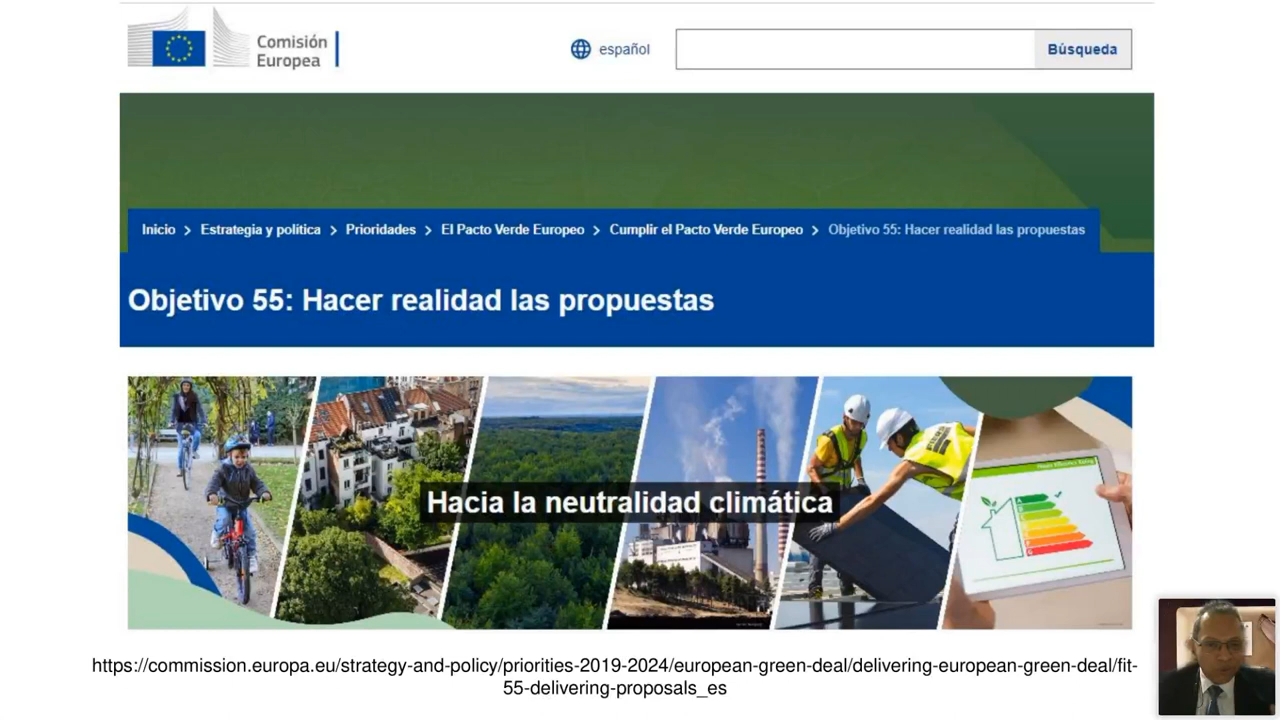 Comisión
Europea
español
Búsqueda
Inicio > Estrategia y política > Prioridades > El Pacto Verde Europeo > Cumplir el Pacto Verde Europeo > Objetivo 55: Hacer realidad las propuestas
Objetivo 55: Hacer realidad las propuestas
Hacia la neutralidad climática
https://commission.europa.eu/strategy-and-policy/priorities-2019-2024/european-green-deal/delivering-european-green-deal/fit-
55-delivering-proposals_es